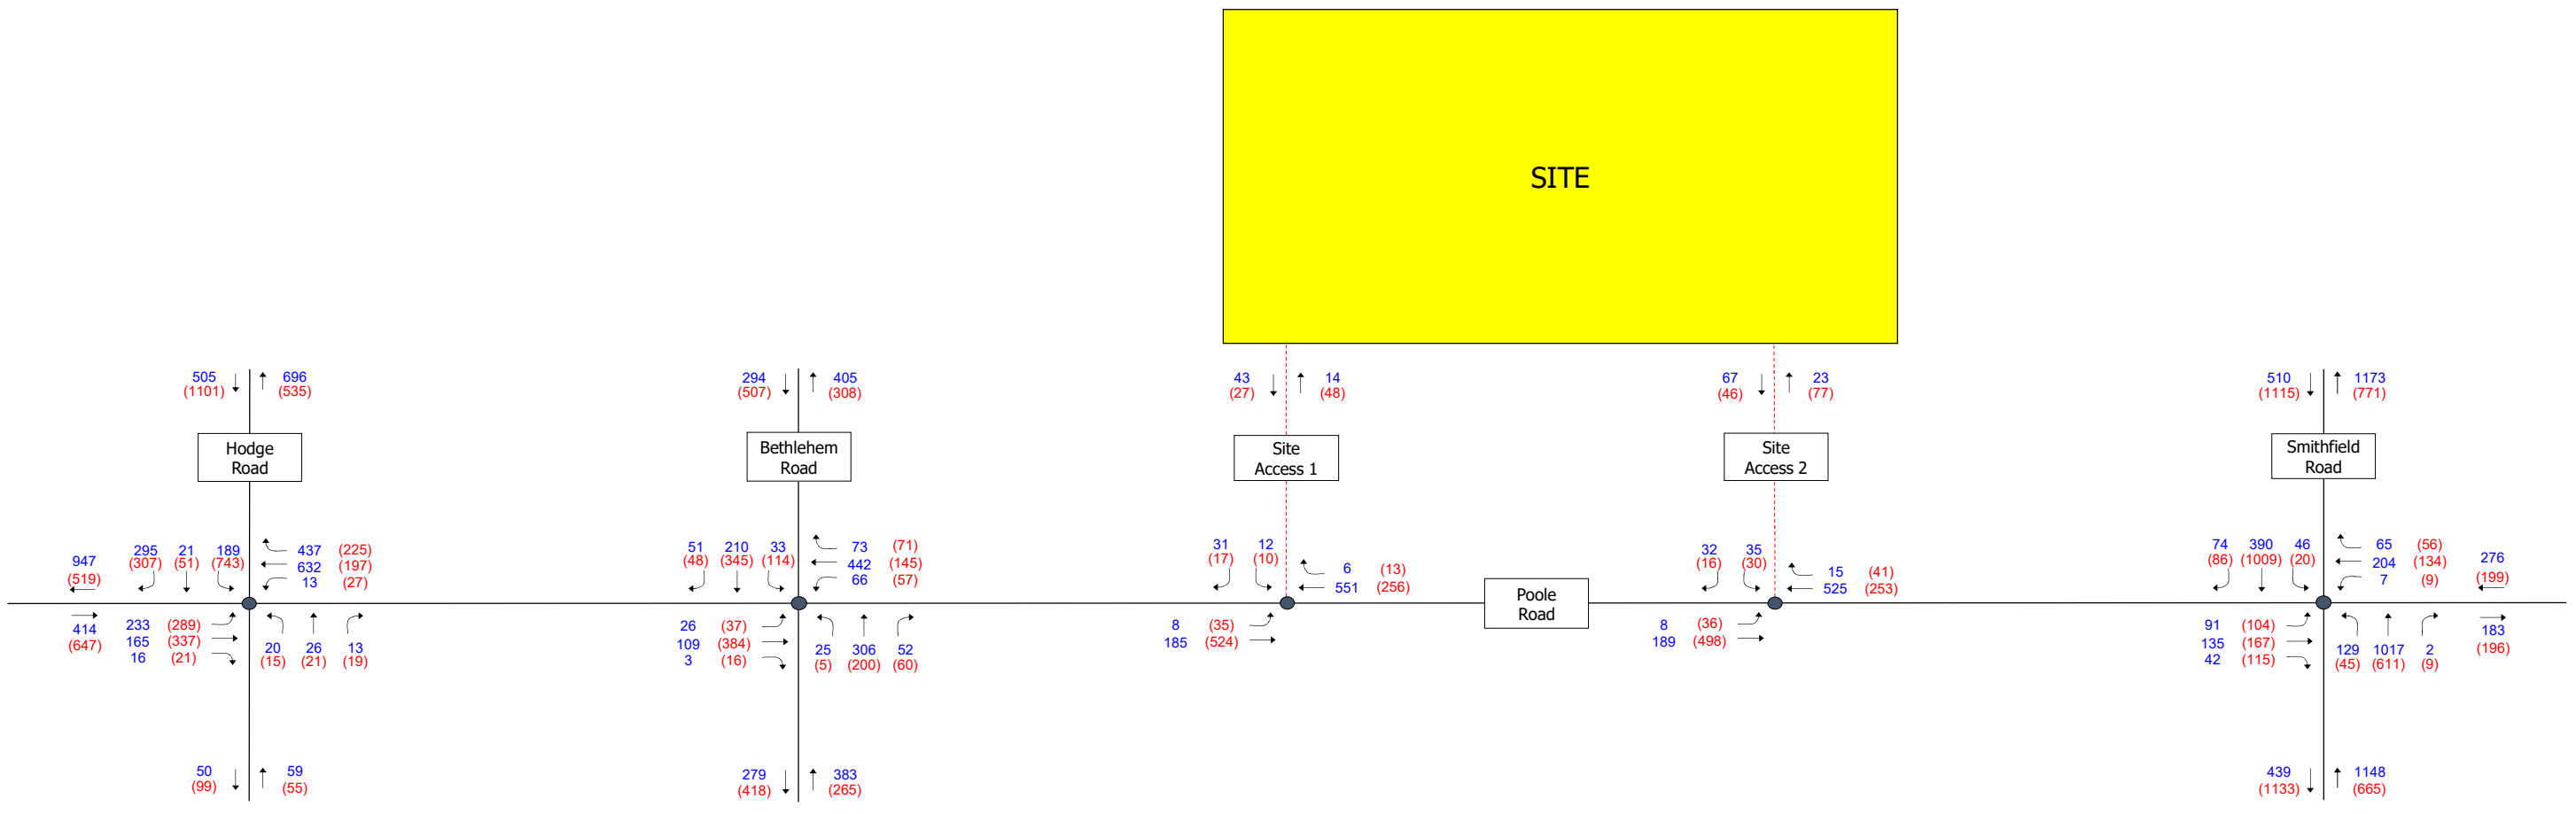 SITE
505 696 294 405 43 14 67 23 510 1173
(1101) (535) (507) (308) (27) (48) (46) (77) (1115) (771)
Hodge
Road
Bethlehem
Road
Site
Access 1
Site
Access 2
Smithfield
Road
947
(519)
295 21 189
(307) (51) (743)
437 (225)
632 (197)
13 (27)
51 210 33
(48) (345) (114)
73 (71)
442 (145)
66 (57)
31 12
(17) (10)
6 (13)
551 (256)
32 35
(16) (30)
15 (41)
525 (253)
74 390 46
(86) (1009) (20)
65 (56)
204 (134)
7 (9)
276
(199)
Poole
Road
414
(647)
233 (289)
165 (337)
16 (21)
20 26 13
(15) (21) (19)
26 (37)
109 (384)
3 (16)
25 306 52
(5) (200) (60)
8 (35)
185 (524)
8 (36)
189 (498)
91 (104)
135 (167)
42 (115)
129 1017 2
(45) (611) (9)
183
(196)
50 59 279 383 439 1148
(99) (55) (418) (265) (1133) (665)